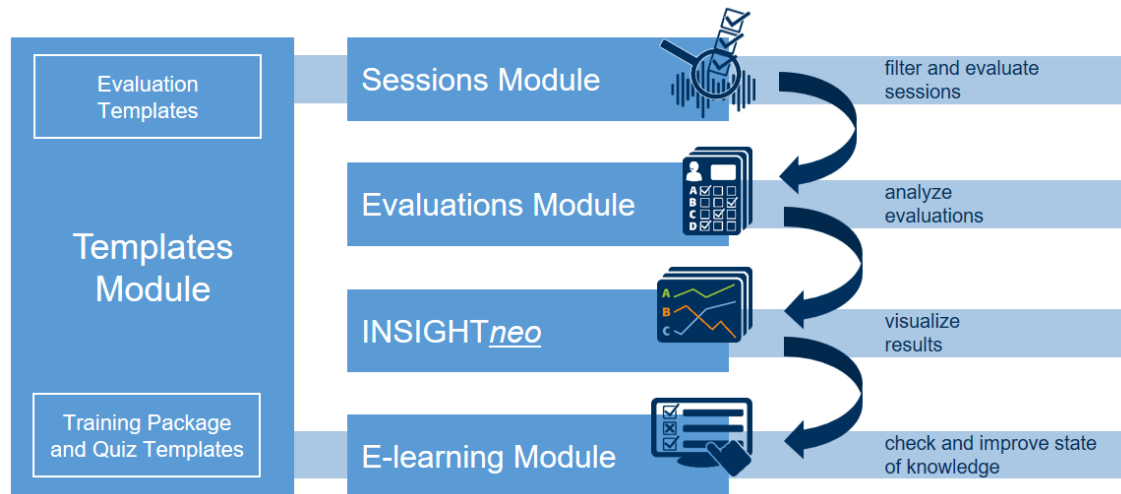 Evaluation
Templates
Templates
Module
Training Package
and Quiz Templates
Sessions Module
filter and evaluate
sessions
Evaluations Module
A
B
C
D
analyze
evaluations
INSIGHTneo
A
B
C
visualize
results
E-learning Module
check and improve state
of knowledge